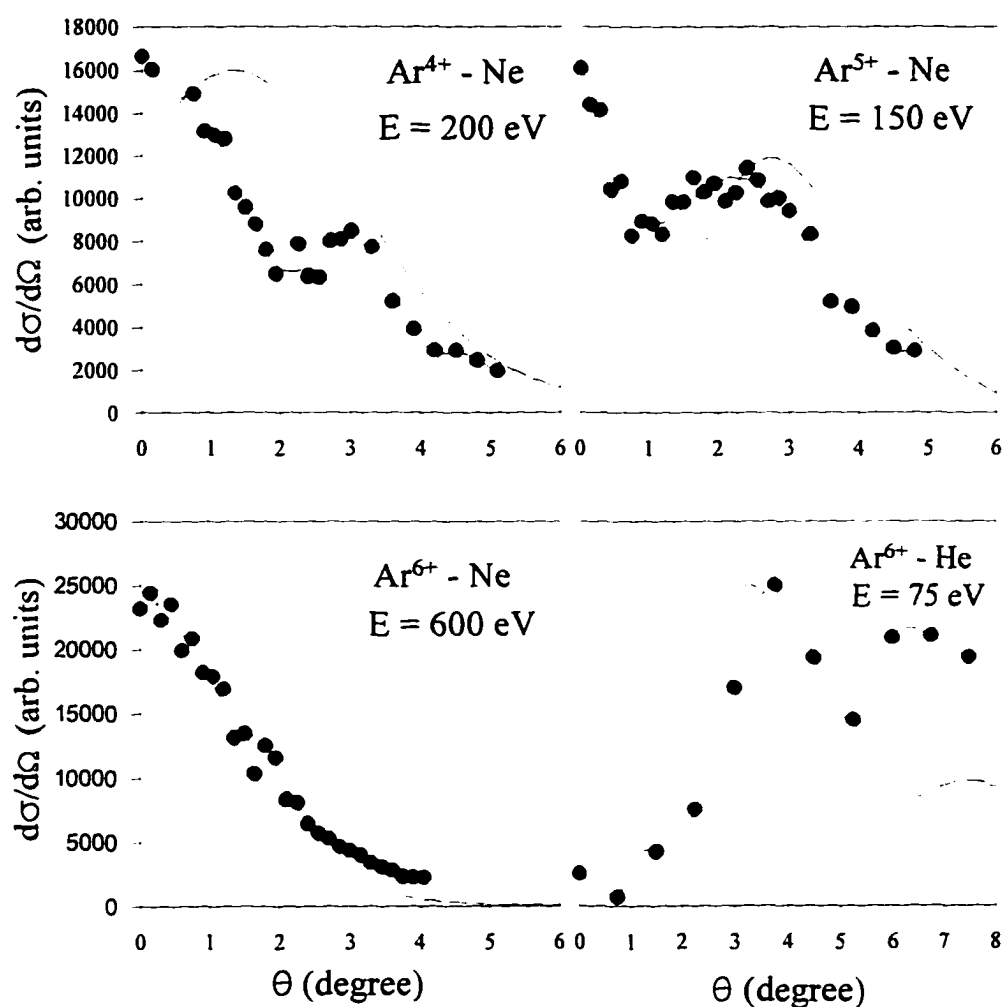 dσ/dΩ (arb. units)
18000
16000
14000
12000
10000
8000
6000
4000
2000
0
Ar4+ - Ne
E = 200 eV
Ar5+ - Ne
E = 150 eV
0 1 2 3 4 5 6 0 1 2 3 4 5 6
dσ/dΩ (arb. units)
30000
25000
20000
15000
10000
5000
0
Ar6+ - Ne
E = 600 eV
Ar6+ - He
E = 75 eV
0 1 2 3 4 5 6 0 1 2 3 4 5 6 7 8
θ (degree) θ (degree)